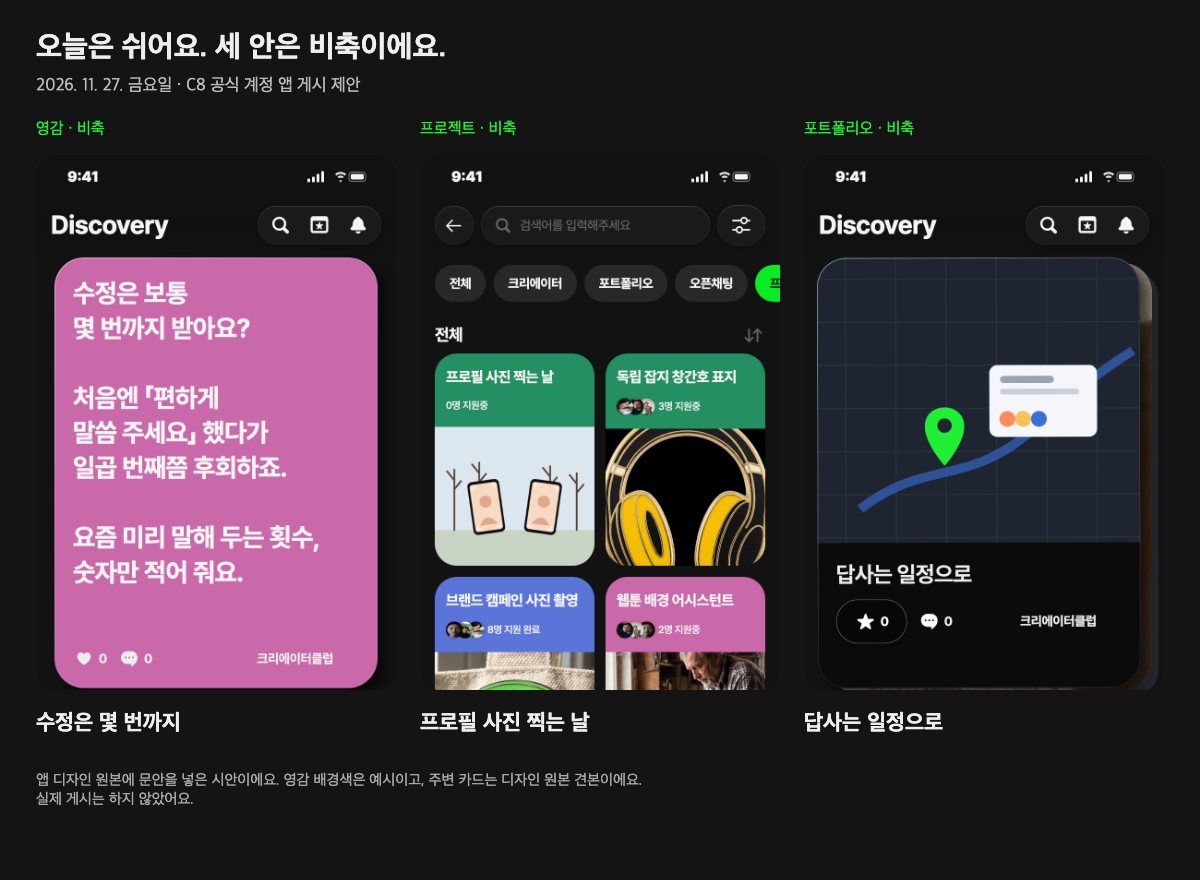 오늘은 쉬어요. 세 안은 비축이에요.
2026. 11. 27. 금요일 · C8 공식 계정 앱 게시 제안
영감 · 비축
9:41
Discovery
수정은 보통
몇 번까지 받아요?
처음엔 「편하게
말씀 주세요」 했다가
일곱 번째쯤 후회하죠.
요즘 미리 말해 두는 횟수,
숫자만 적어 줘요.
0 0 크리에이터클럽
수정은 몇 번까지
프로젝트 · 비축
9:41
검색어를 입력해주세요
전체 크리에이터 포트폴리오 오픈채팅
전체
프로필 사진 찍는 날
0명 지원중
독립 잡지 창간호 표지
3명 지원중
브랜드 캠페인 사진 촬영
8명 지원 완료
웹툰 배경 어시스턴트
2명 지원중
프로필 사진 찍는 날
포트폴리오 · 비축
9:41
Discovery
답사는 일정으로
0 0 크리에이터클럽
답사는 일정으로
앱 디자인 원본에 문안을 넣은 시안이에요. 영감 배경색은 예시이고, 주변 카드는 디자인 원본 견본이에요.
실제 게시는 하지 않았어요.